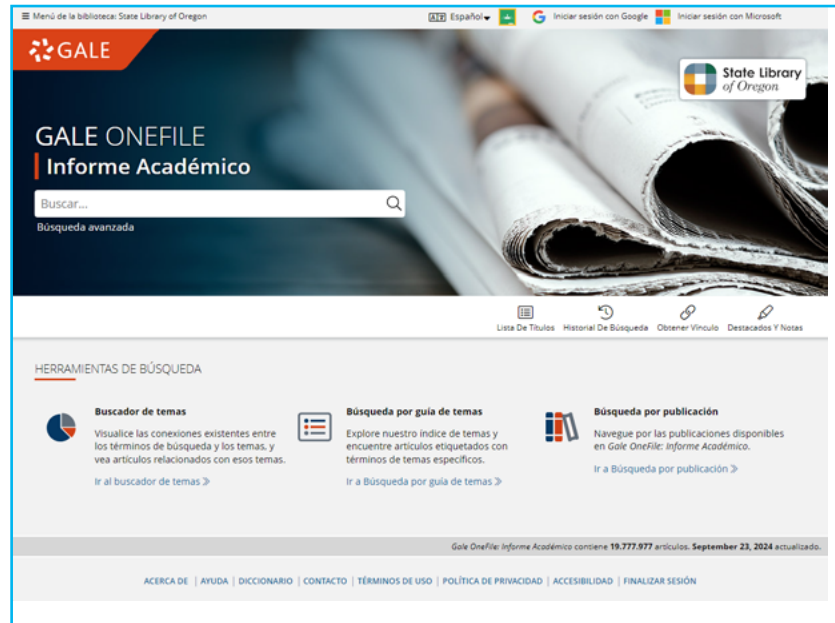 Menú de la biblioteca: State Library of Oregon
Español
Iniciar sesión con Google
Iniciar sesión con Microsoft
GALE
State Library
of Oregon
GALE ONEFILE
Informe Académico
Buscar...
Búsqueda avanzada
Lista De Títulos
Historial De Búsqueda
Obtener Vínculo
Destacados Y Notas
HERRAMIENTAS DE BÚSQUEDA
Buscador de temas
Visualice las conexiones existentes entre
los términos de búsqueda y los temas, y
vea artículos relacionados con esos temas.
Ir al buscador de temas »
Búsqueda por guía de temas
Explore nuestro índice de temas y
encuentre artículos etiquetados con
términos de temas específicos.
Ir a Búsqueda por guía de temas »
Búsqueda por publicación
Navegue por las publicaciones disponibles
en Gale OneFile: Informe Académico.
Ir a Búsqueda por publicación »
Gale OneFile: Informe Académico contiene 19.777.977 artículos. September 23, 2024 actualizado.
ACERCA DE | AYUDA | DICCIONARIO | CONTACTO | TÉRMINOS DE USO | POLÍTICA DE PRIVACIDAD | ACCESIBILIDAD | FINALIZAR SESIÓN